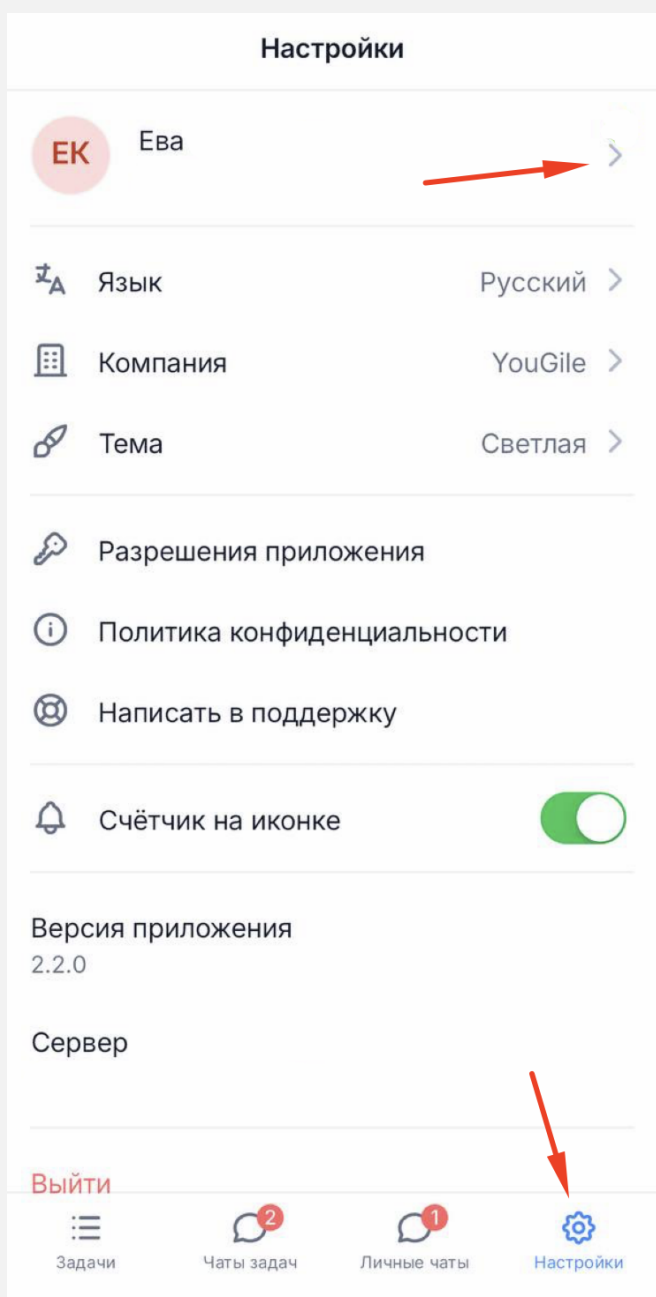 Настройки
ЕК
Ева
Язык
Русский
Компания
YouGile
Тема
Светлая
Разрешения приложения
Политика конфиденциальности
Написать в поддержку
Счётчик на иконке
Версия приложения
2.2.0
Сервер
Выйти
2
1
Задачи
Чаты задач
Личные чаты
Настройки